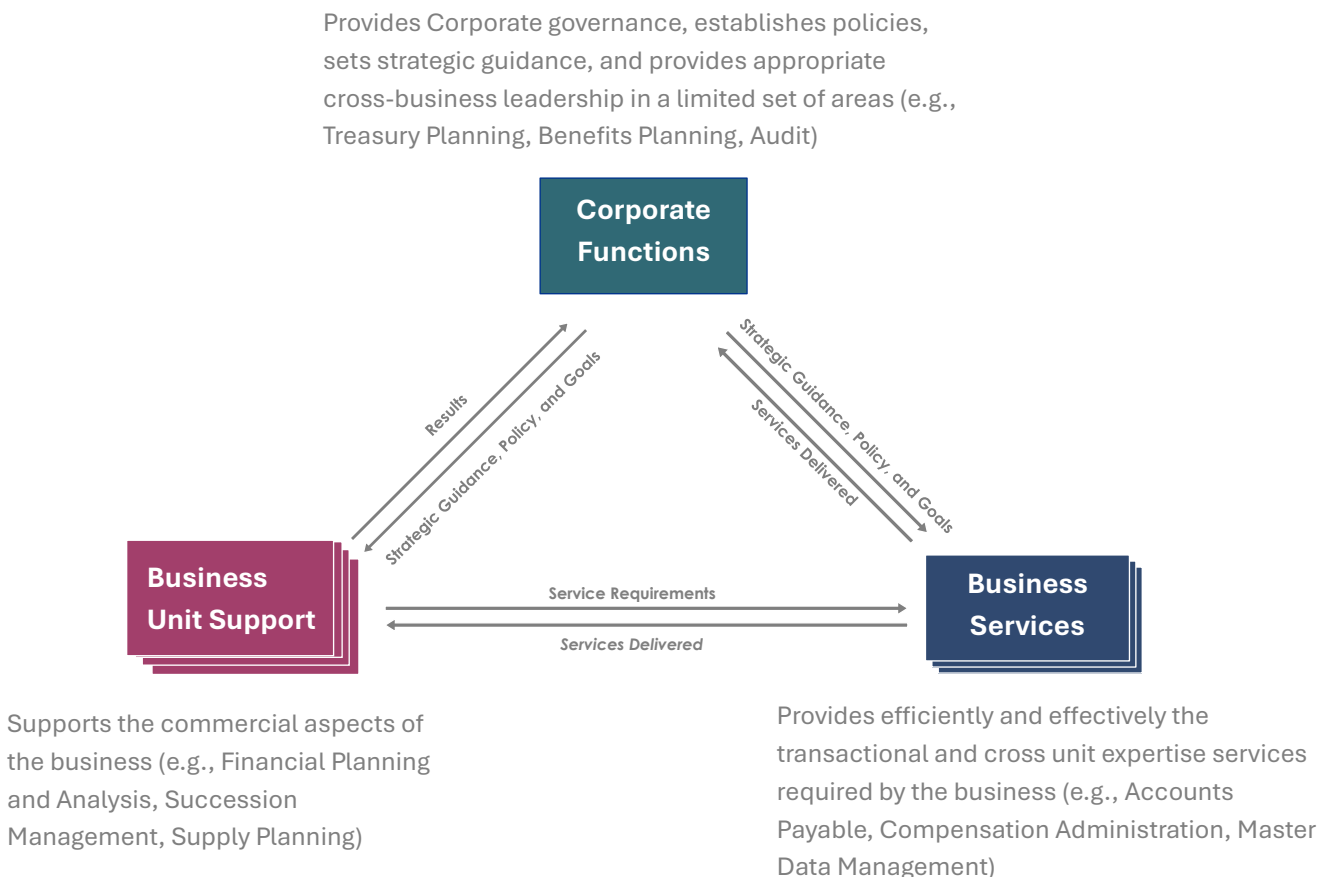 Provides Corporate governance, establishes policies,
sets strategic guidance, and provides appropriate
cross-business leadership in a limited set of areas (e.g.,
Treasury Planning, Benefits Planning, Audit)
Corporate
Functions
Results
Strategic Guidance, Policy, and Goals
Strategic Guidance, Policy, and Goals
Services Delivered
Business
Unit Support
Service Requirements
Services Delivered
Business
Services
Supports the commercial aspects of
the business (e.g., Financial Planning
and Analysis, Succession
Management, Supply Planning)
Provides efficiently and effectively the
transactional and cross unit expertise services
required by the business (e.g., Accounts
Payable, Compensation Administration, Master
Data Management)